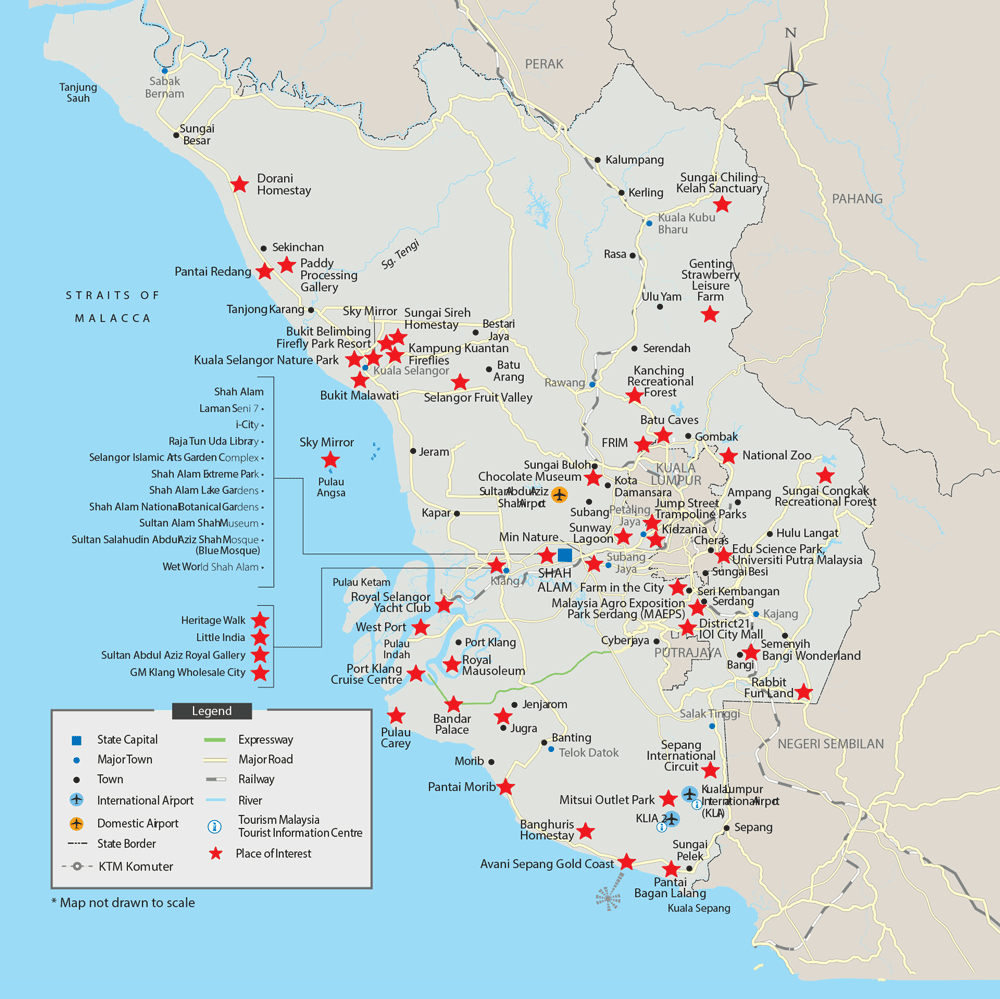 N
PERAK
Tanjung
Sauh
Sabak
Bernam
Sungai
Besar
Kalumpang
Kerling
Sungai Chiling
Kelah Sanctuary
PAHANG
Dorani
Homestay
Kuala Kubu
Bharu
Sekinchan
Sg. Tengi
Rasa
Pantai Redang
Paddy
Processing
Gallery
Genting
Strawberry
Leisure
Farm
STRAITS OF
MALACCA
Ulu Yam
Tanjong Karang
Sky Mirror
Sungai Sireh
Homestay
Bestari
Jaya
Bukit Belimbing
Firefly Park Resort
Kampung Kuantan
Fireflies
Serendah
Kuala Selangor Nature Park
Kuala Selangor
Batu
Arang
Rawang
Kanching
Recreational
Forest
Bukit Malawati
Selangor Fruit Valley
Shah Alam
Laman Seni 7
i-City
Raja Tun Uda Library
Selangor Islamic Arts Garden Complex
Shah Alam Extreme Park
Shah Alam Lake Gardens
Shah Alam National Botanical Gardens
Sultan Alam Shah Museum
Sultan Salahudin Abdul Aziz Shah Mosque
(Blue Mosque)
Wet World Shah Alam
Sky Mirror
Pulau
Angsa
Batu Caves
FRIM
Gombak
National Zoo
Jeram
Sungai Buloh
Chocolate Museum
KUALA
LUMPUR
Sungai Congkak
Recreational Forest
Sultan Abdul Aziz
Shah Airport
Kota
Damansara
Subang
Petaling
Jaya
Jump Street
Trampoline Parks
Ampang
Kapar
Min Nature
Sunway
Lagoon
Kidzania
Cheras
Hulu Langat
Edu Science Park,
Universiti Putra Malaysia
SHAH
ALAM
Subang
Jaya
Sungai Besi
Klang
Pulau Ketam
Royal Selangor
Yacht Club
Farm in the City
Seri Kembangan
Serdang
Malaysia Agro Exposition
Park Serdang (MAEPS)
Kajang
West Port
District 21,
IOI City Mall
Heritage Walk
Little India
Sultan Abdul Aziz Royal Gallery
GM Klang Wholesale City
Pulau
Indah
Port Klang
Cyberjaya
PUTRAJAYA
Semenyih
Bangi
Bangi Wonderland
Port Klang
Cruise Centre
Royal
Mausoleum
Rabbit
Fun Land
Pulau
Carey
Bandar
Palace
Jenjarom
Jugra
Salak Tinggi
NEGERI SEMBILAN
Banting
Telok Datok
Morib
Sepang
International
Circuit
Pantai Morib
Mitsui Outlet Park
Kuala Lumpur
International Airport
(KLIA)
KLIA 2
Banghuris
Homestay
Sepang
Sungai
Pelek
Avani Sepang Gold Coast
Pantai
Bagan Lalang
Kuala Sepang
Legend
State Capital
Major Town
Town
International Airport
Domestic Airport
State Border
KTM Komuter
Expressway
Major Road
Railway
River
Tourism Malaysia
Tourist Information Centre
Place of Interest
* Map not drawn to scale